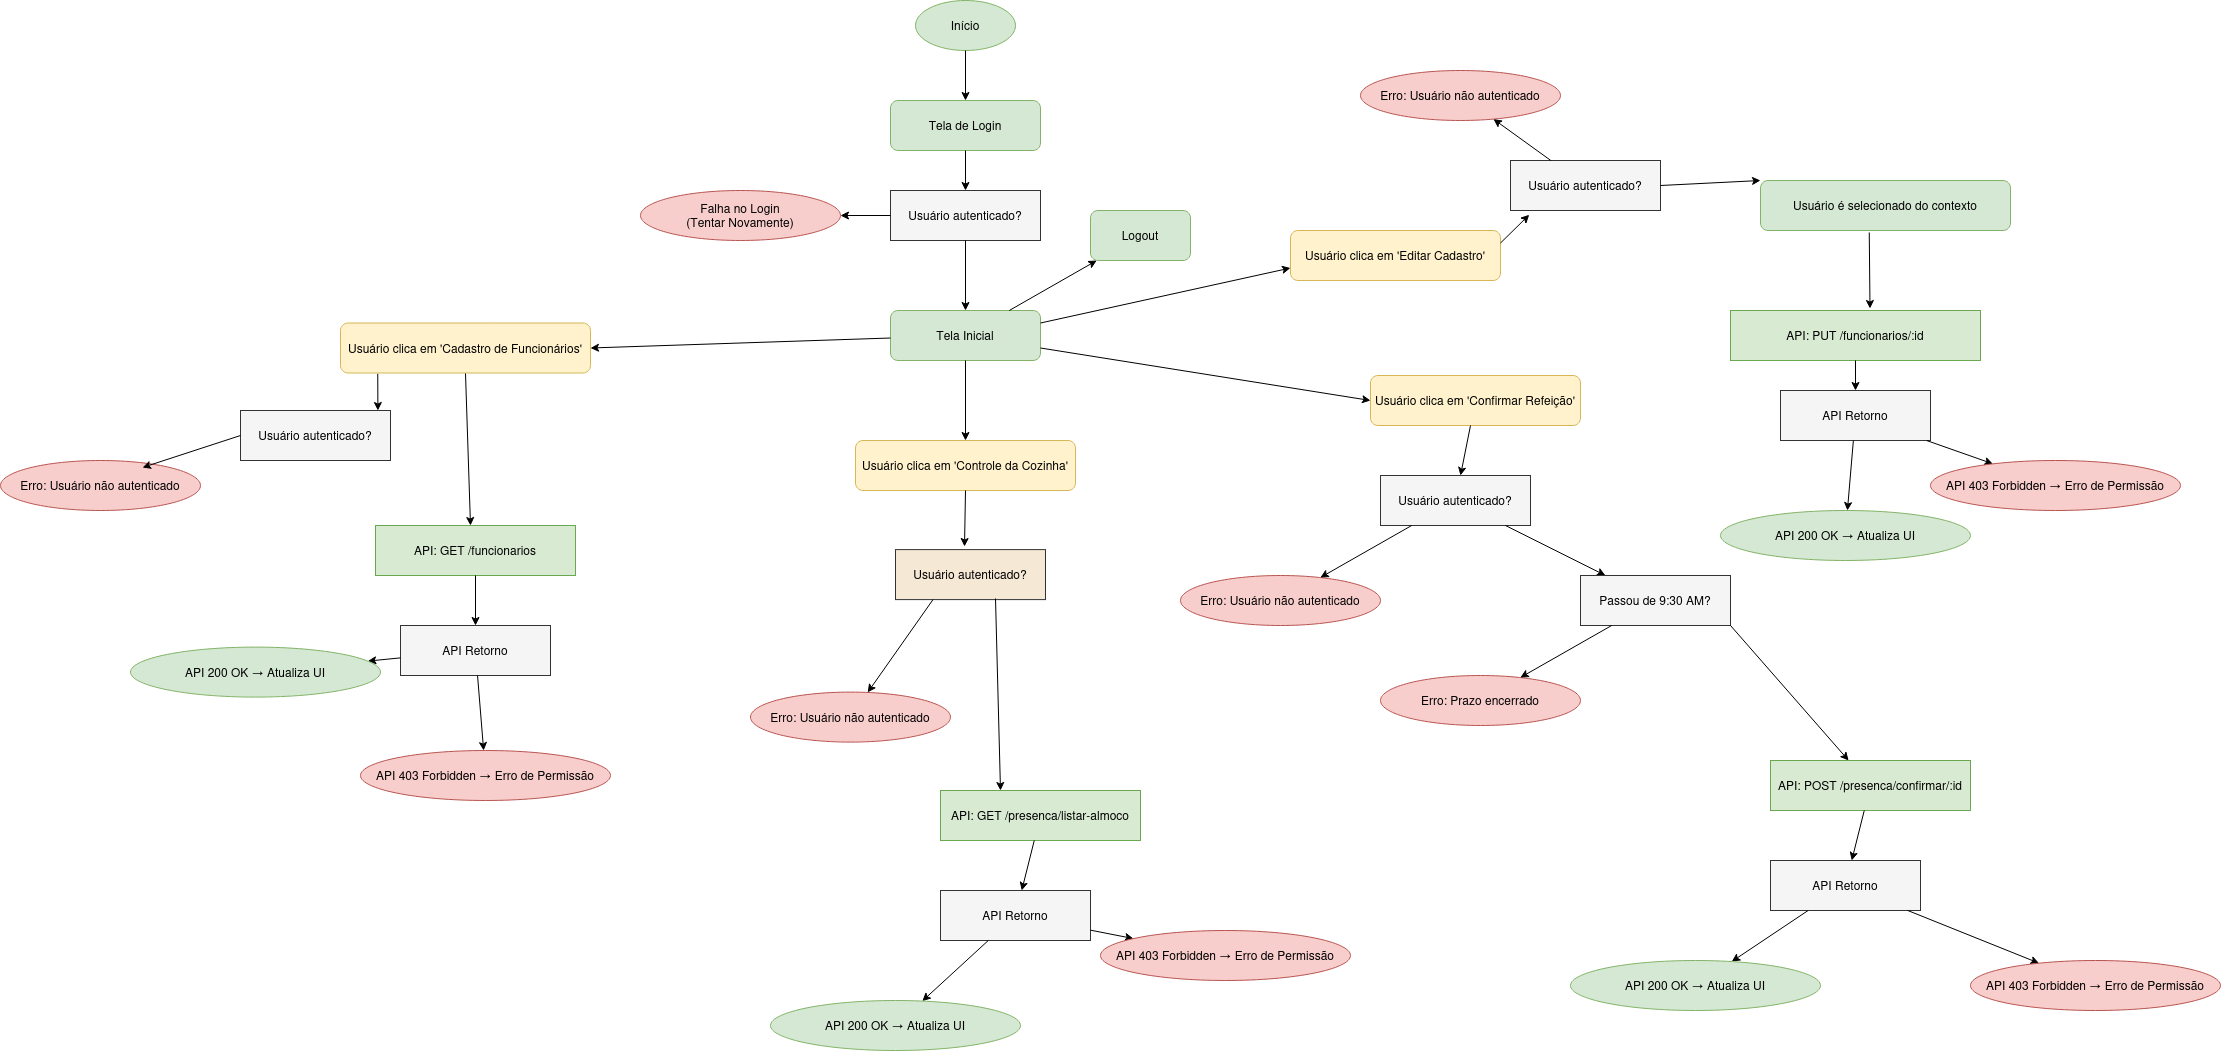 Início
Tela de Login
Usuário autenticado?
Falha no Login
(Tentar Novamente)
Logout
Tela Inicial
Usuário clica em 'Editar Cadastro'
Usuário autenticado?
Erro: Usuário não autenticado
Usuário é selecionado do contexto
API: PUT /funcionarios/:id
API Retorno
API 403 Forbidden → Erro de Permissão
API 200 OK → Atualiza UI
Usuário clica em 'Cadastro de Funcionários'
Usuário autenticado?
Erro: Usuário não autenticado
API: GET /funcionarios
API Retorno
API 200 OK → Atualiza UI
API 403 Forbidden → Erro de Permissão
Usuário clica em 'Controle da Cozinha'
Usuário autenticado?
Erro: Usuário não autenticado
API: GET /presenca/listar-almoco
API Retorno
API 403 Forbidden → Erro de Permissão
API 200 OK → Atualiza UI
Usuário clica em 'Confirmar Refeição'
Usuário autenticado?
Erro: Usuário não autenticado
Passou de 9:30 AM?
Erro: Prazo encerrado
API: POST /presenca/confirmar/:id
API Retorno
API 200 OK → Atualiza UI
API 403 Forbidden → Erro de Permissão